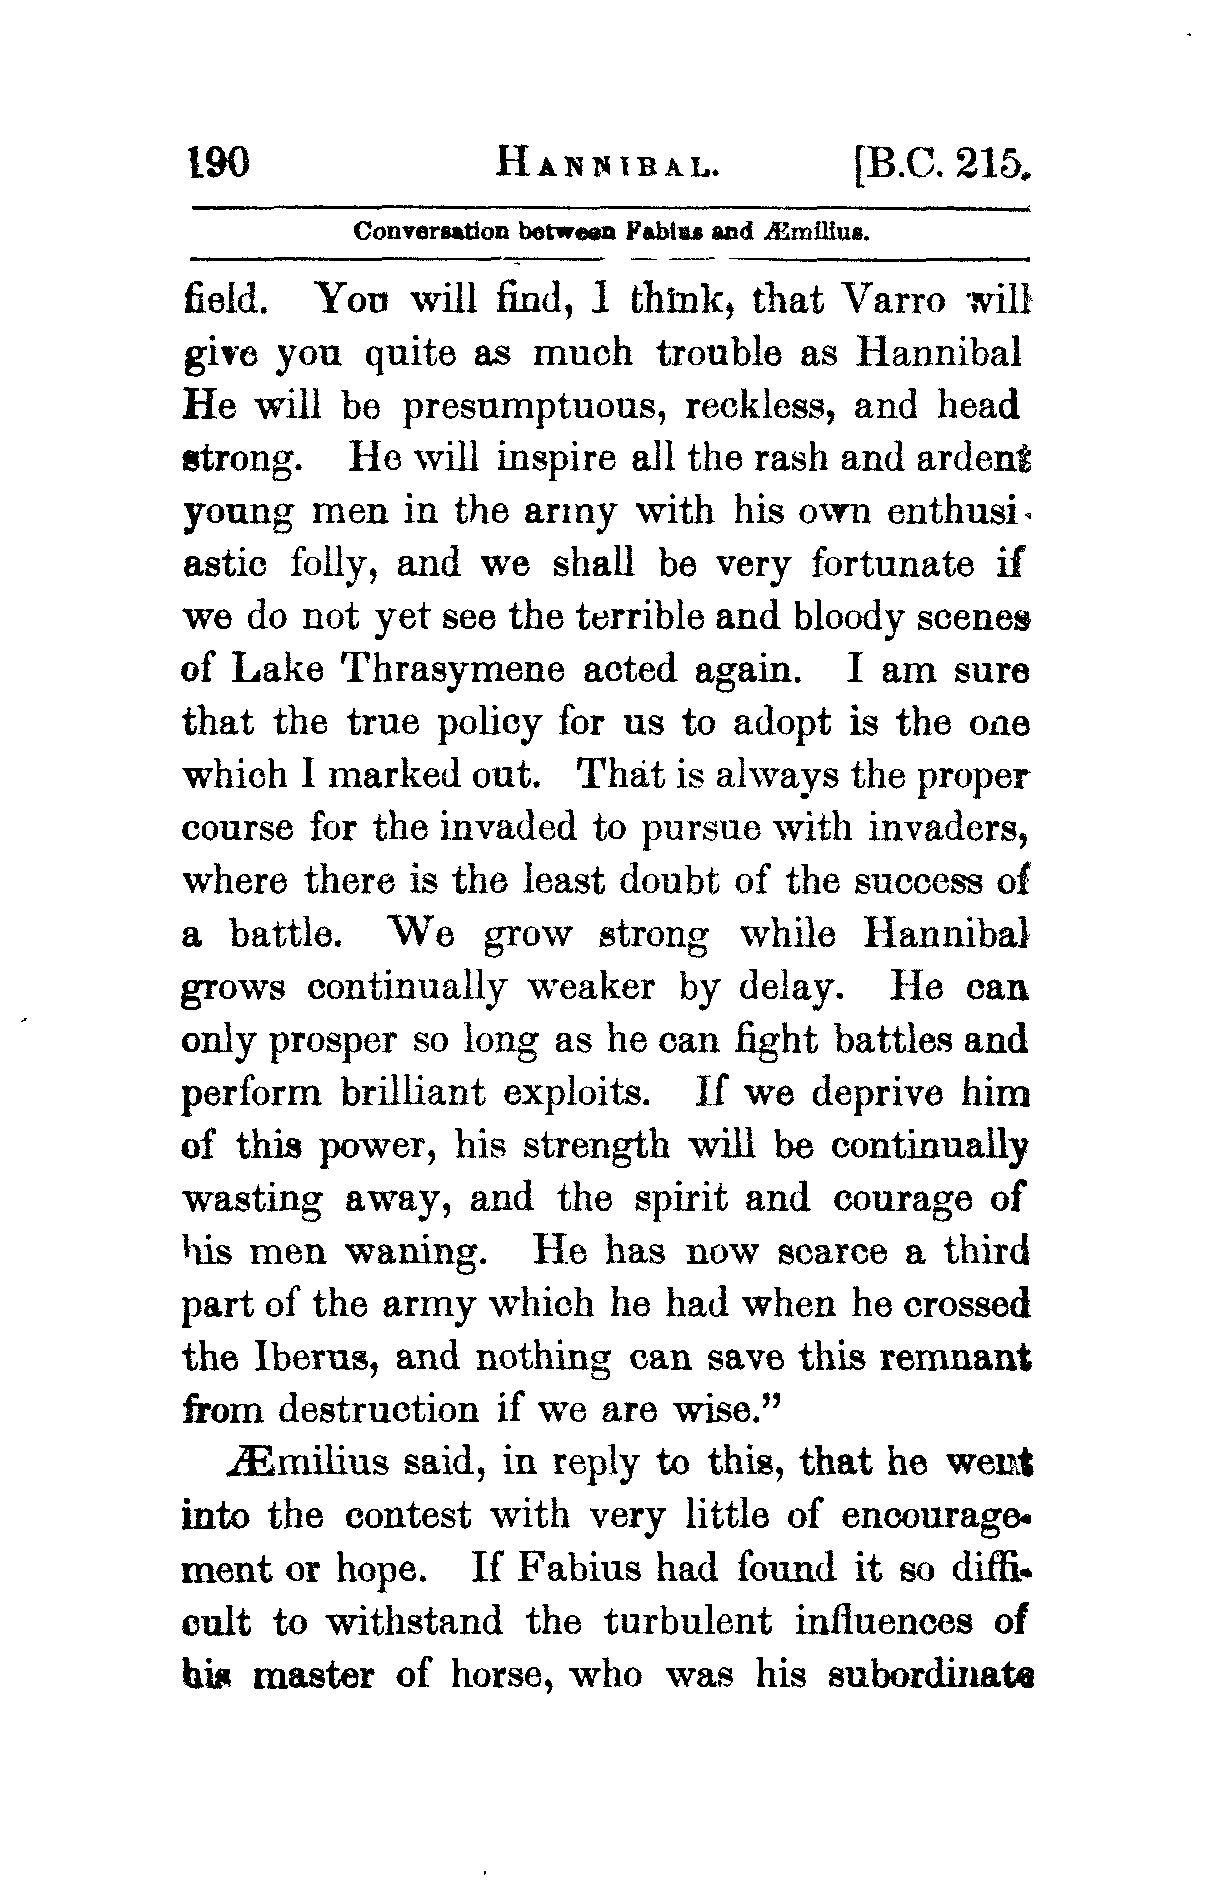 190 HANNIBAL. [B.C. 215.
Conversation between Fabius and Æmilius.
field. You will find, I think, that Varro will
give you quite as much trouble as Hannibal
He will be presumptuous, reckless, and head
strong. He will inspire all the rash and ardent
young men in the army with his own enthusi-
astic folly, and we shall be very fortunate if
we do not yet see the terrible and bloody scenes
of Lake Thrasymene acted again. I am sure
that the true policy for us to adopt is the one
which I marked out. That is always the proper
course for the invaded to pursue with invaders,
where there is the least doubt of the success of
a battle. We grow strong while Hannibal
grows continually weaker by delay. He can
only prosper so long as he can fight battles and
perform brilliant exploits. If we deprive him
of this power, his strength will be continually
wasting away, and the spirit and courage of
his men waning. He has now scarce a third
part of the army which he had when he crossed
the Iberus, and nothing can save this remnant
from destruction if we are wise.”
Æmilius said, in reply to this, that he went
into the contest with very little of encourage-
ment or hope. If Fabius had found it so diffi-
cult to withstand the turbulent influences of
his master of horse, who was his subordinate